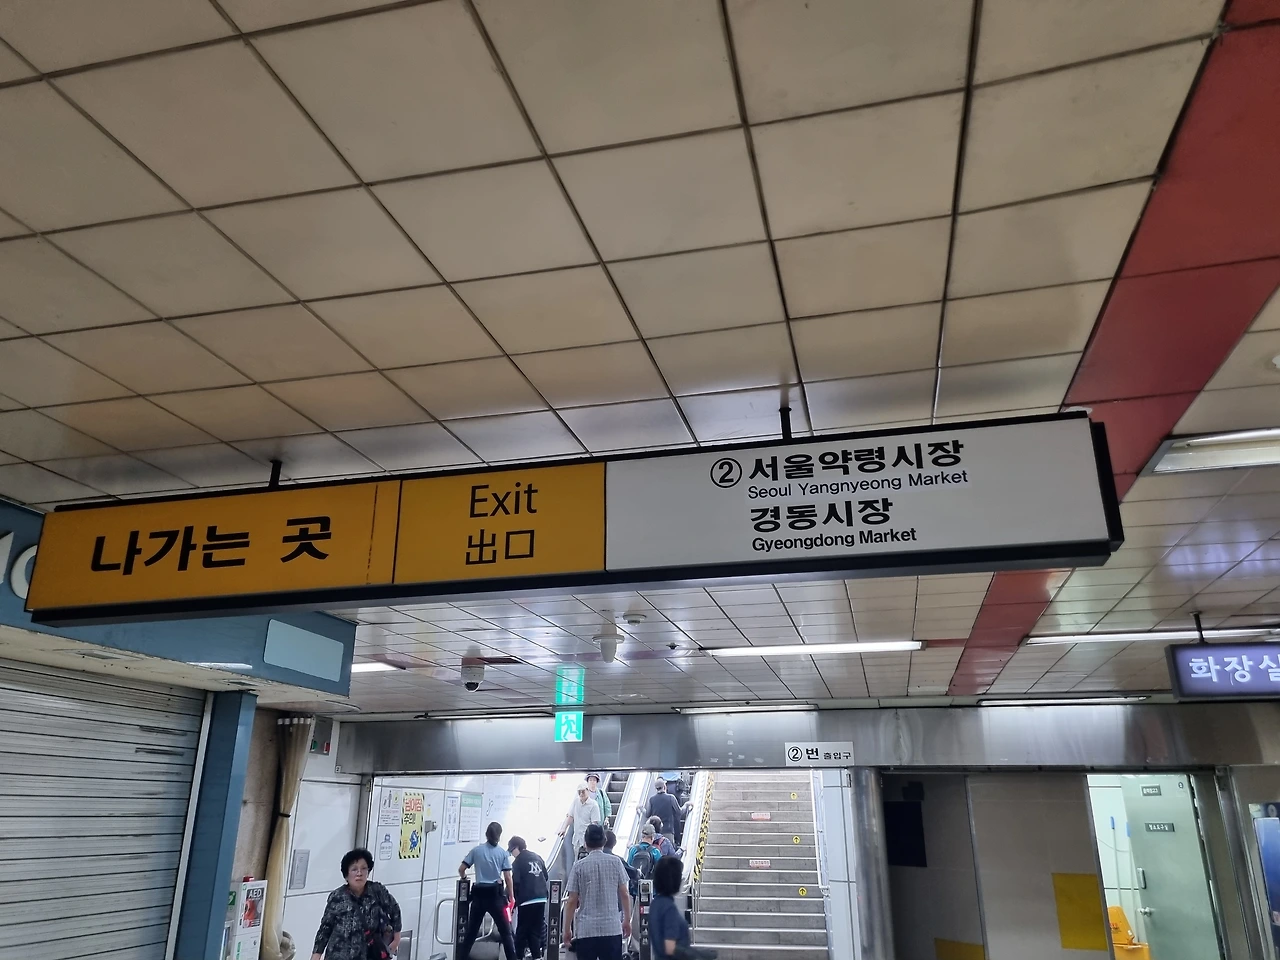 나가는 곳
Exit
出口
② 서울약령시장
Seoul Yangnyeong Market
경동시장
Gyeongdong Market
화장실
②번 출입구
AED